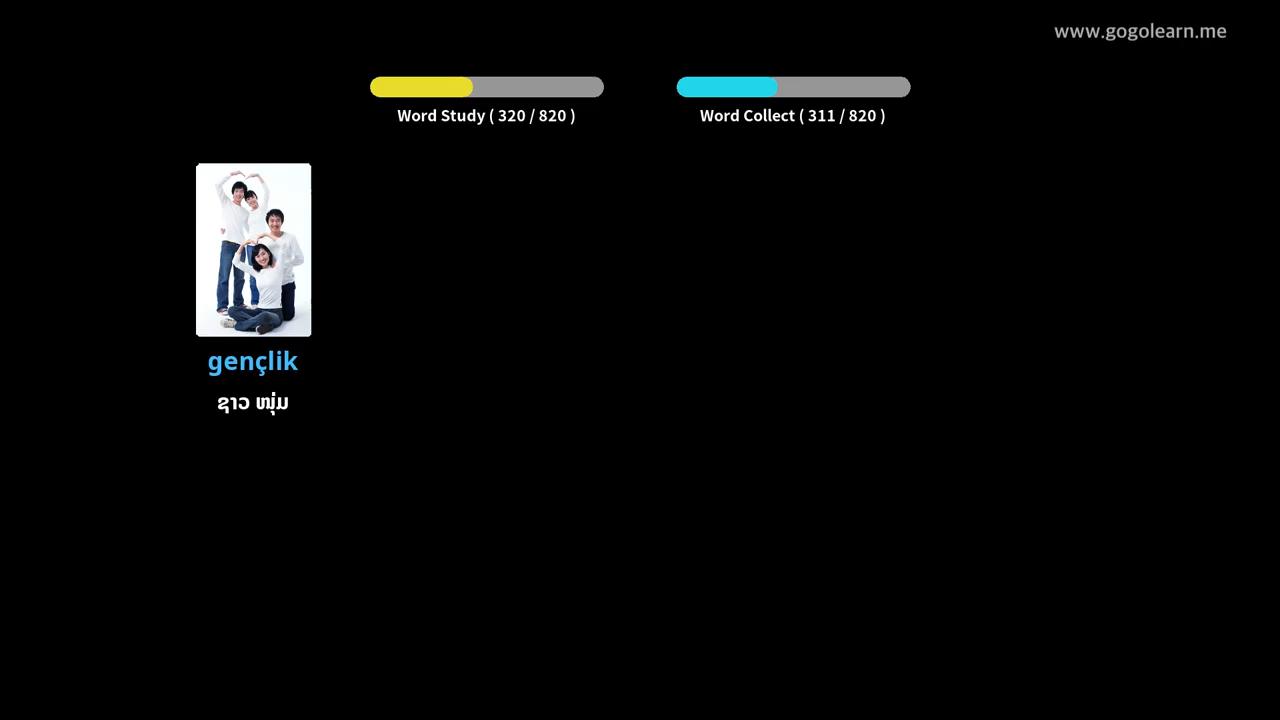 www.gogolearn.me
Word Study ( 320 / 820 )
Word Collect ( 311 / 820 )
gençlik
ຊາວ ໜຸ່ມ